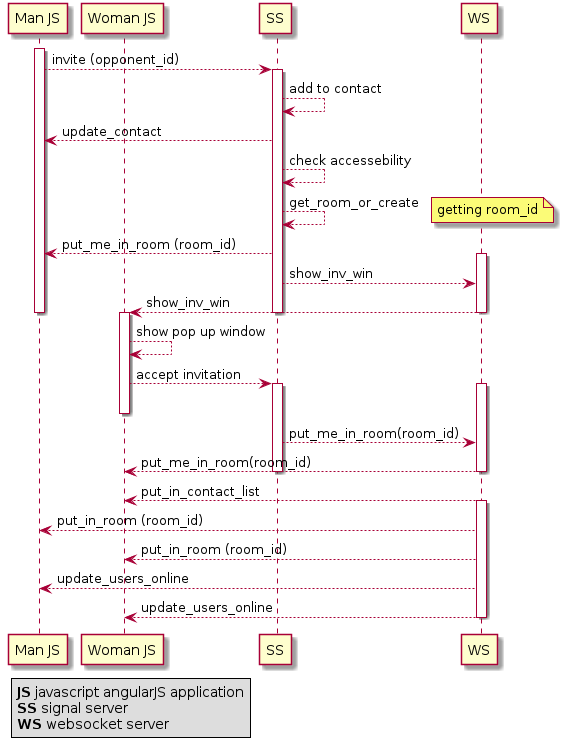 Man JS
Woman JS
SS
WS
invite (opponent_id)
add to contact
update_contact
check accessebility
get_room_or_create
getting room_id
put_me_in_room (room_id)
show_inv_win
show_inv_win
show pop up window
accept invitation
put_me_in_room(room_id)
put_me_in_room(room_id)
put_in_contact_list
put_in_room (room_id)
put_in_room (room_id)
update_users_online
update_users_online
Man JS
Woman JS
SS
WS
JS javascript angularJS application
SS signal server
WS websocket server